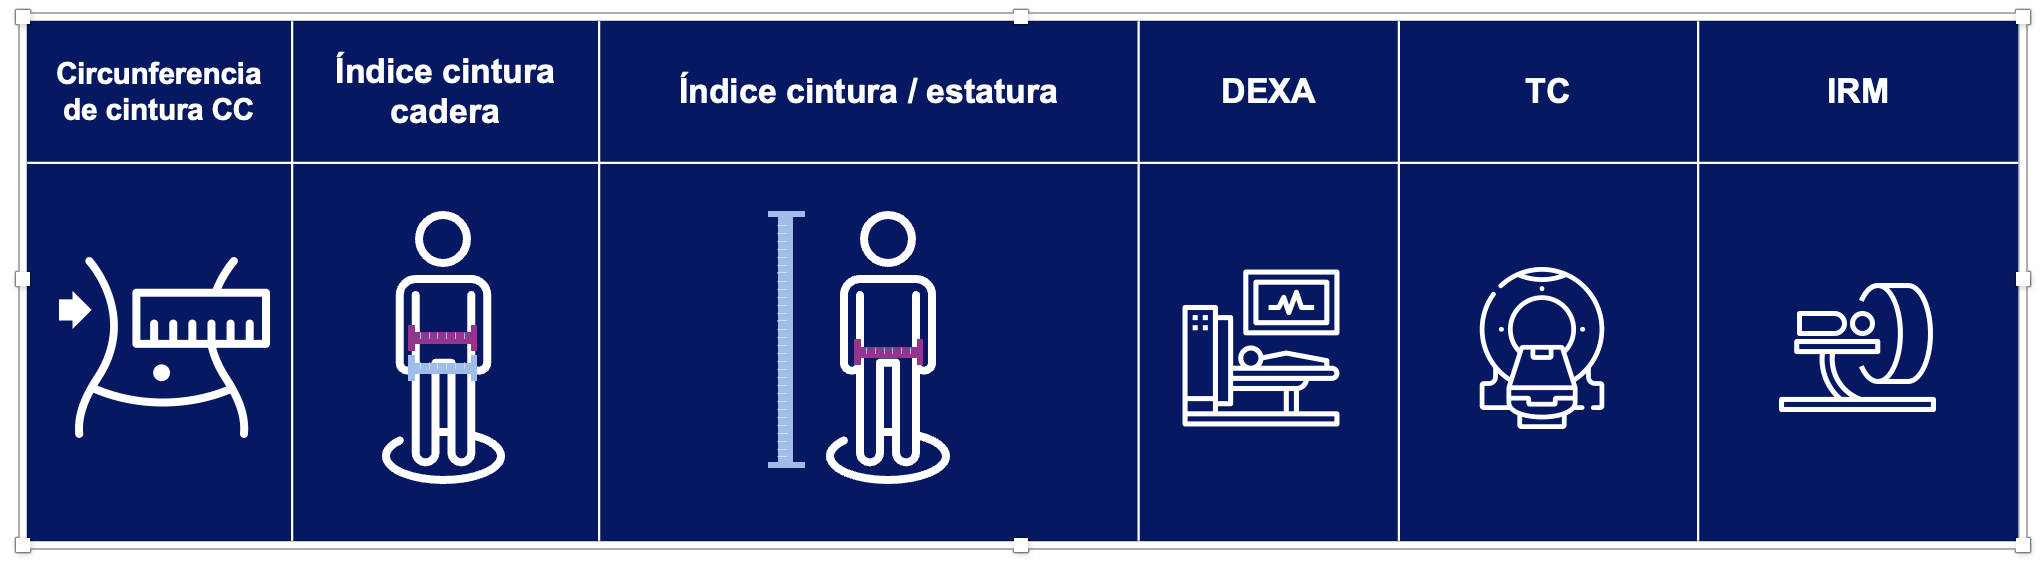 Circunferencia
de cintura CC
Índice cintura
cadera
Índice cintura / estatura
DEXA
TC
IRM